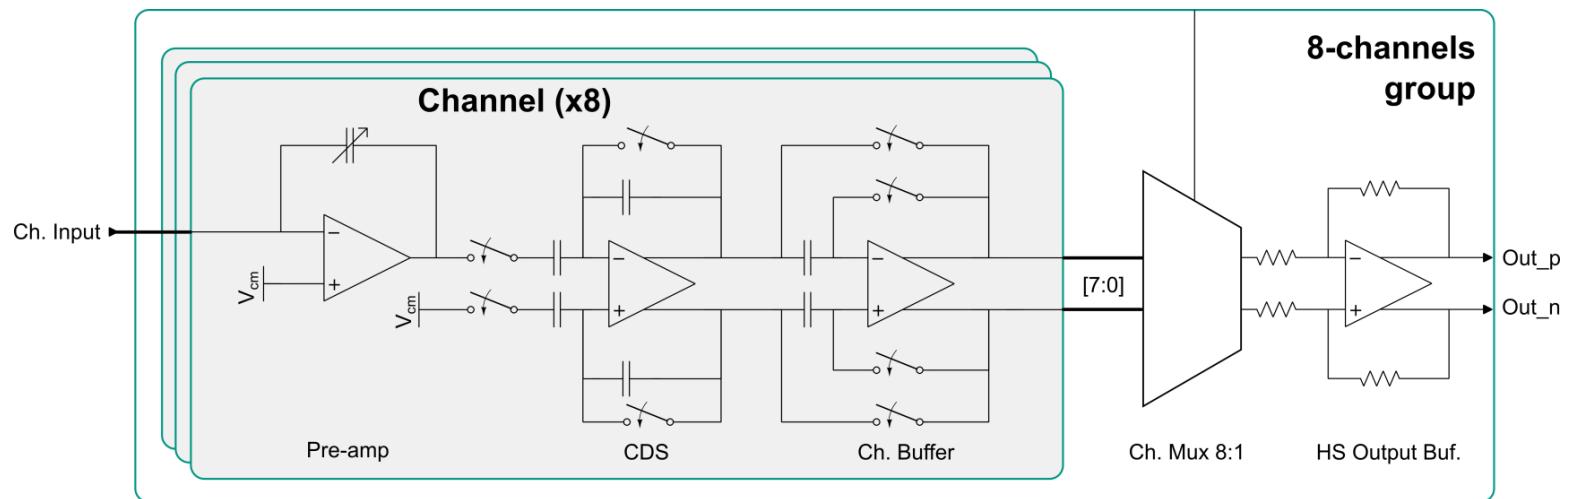 8-channels
group
Channel (x8)
Ch. Input
Vcm
−
+
Vcm
−
+
−
+
[7:0]
−
+
Out_p
Out_n
Pre-amp
CDS
Ch. Buffer
Ch. Mux 8:1
HS Output Buf.